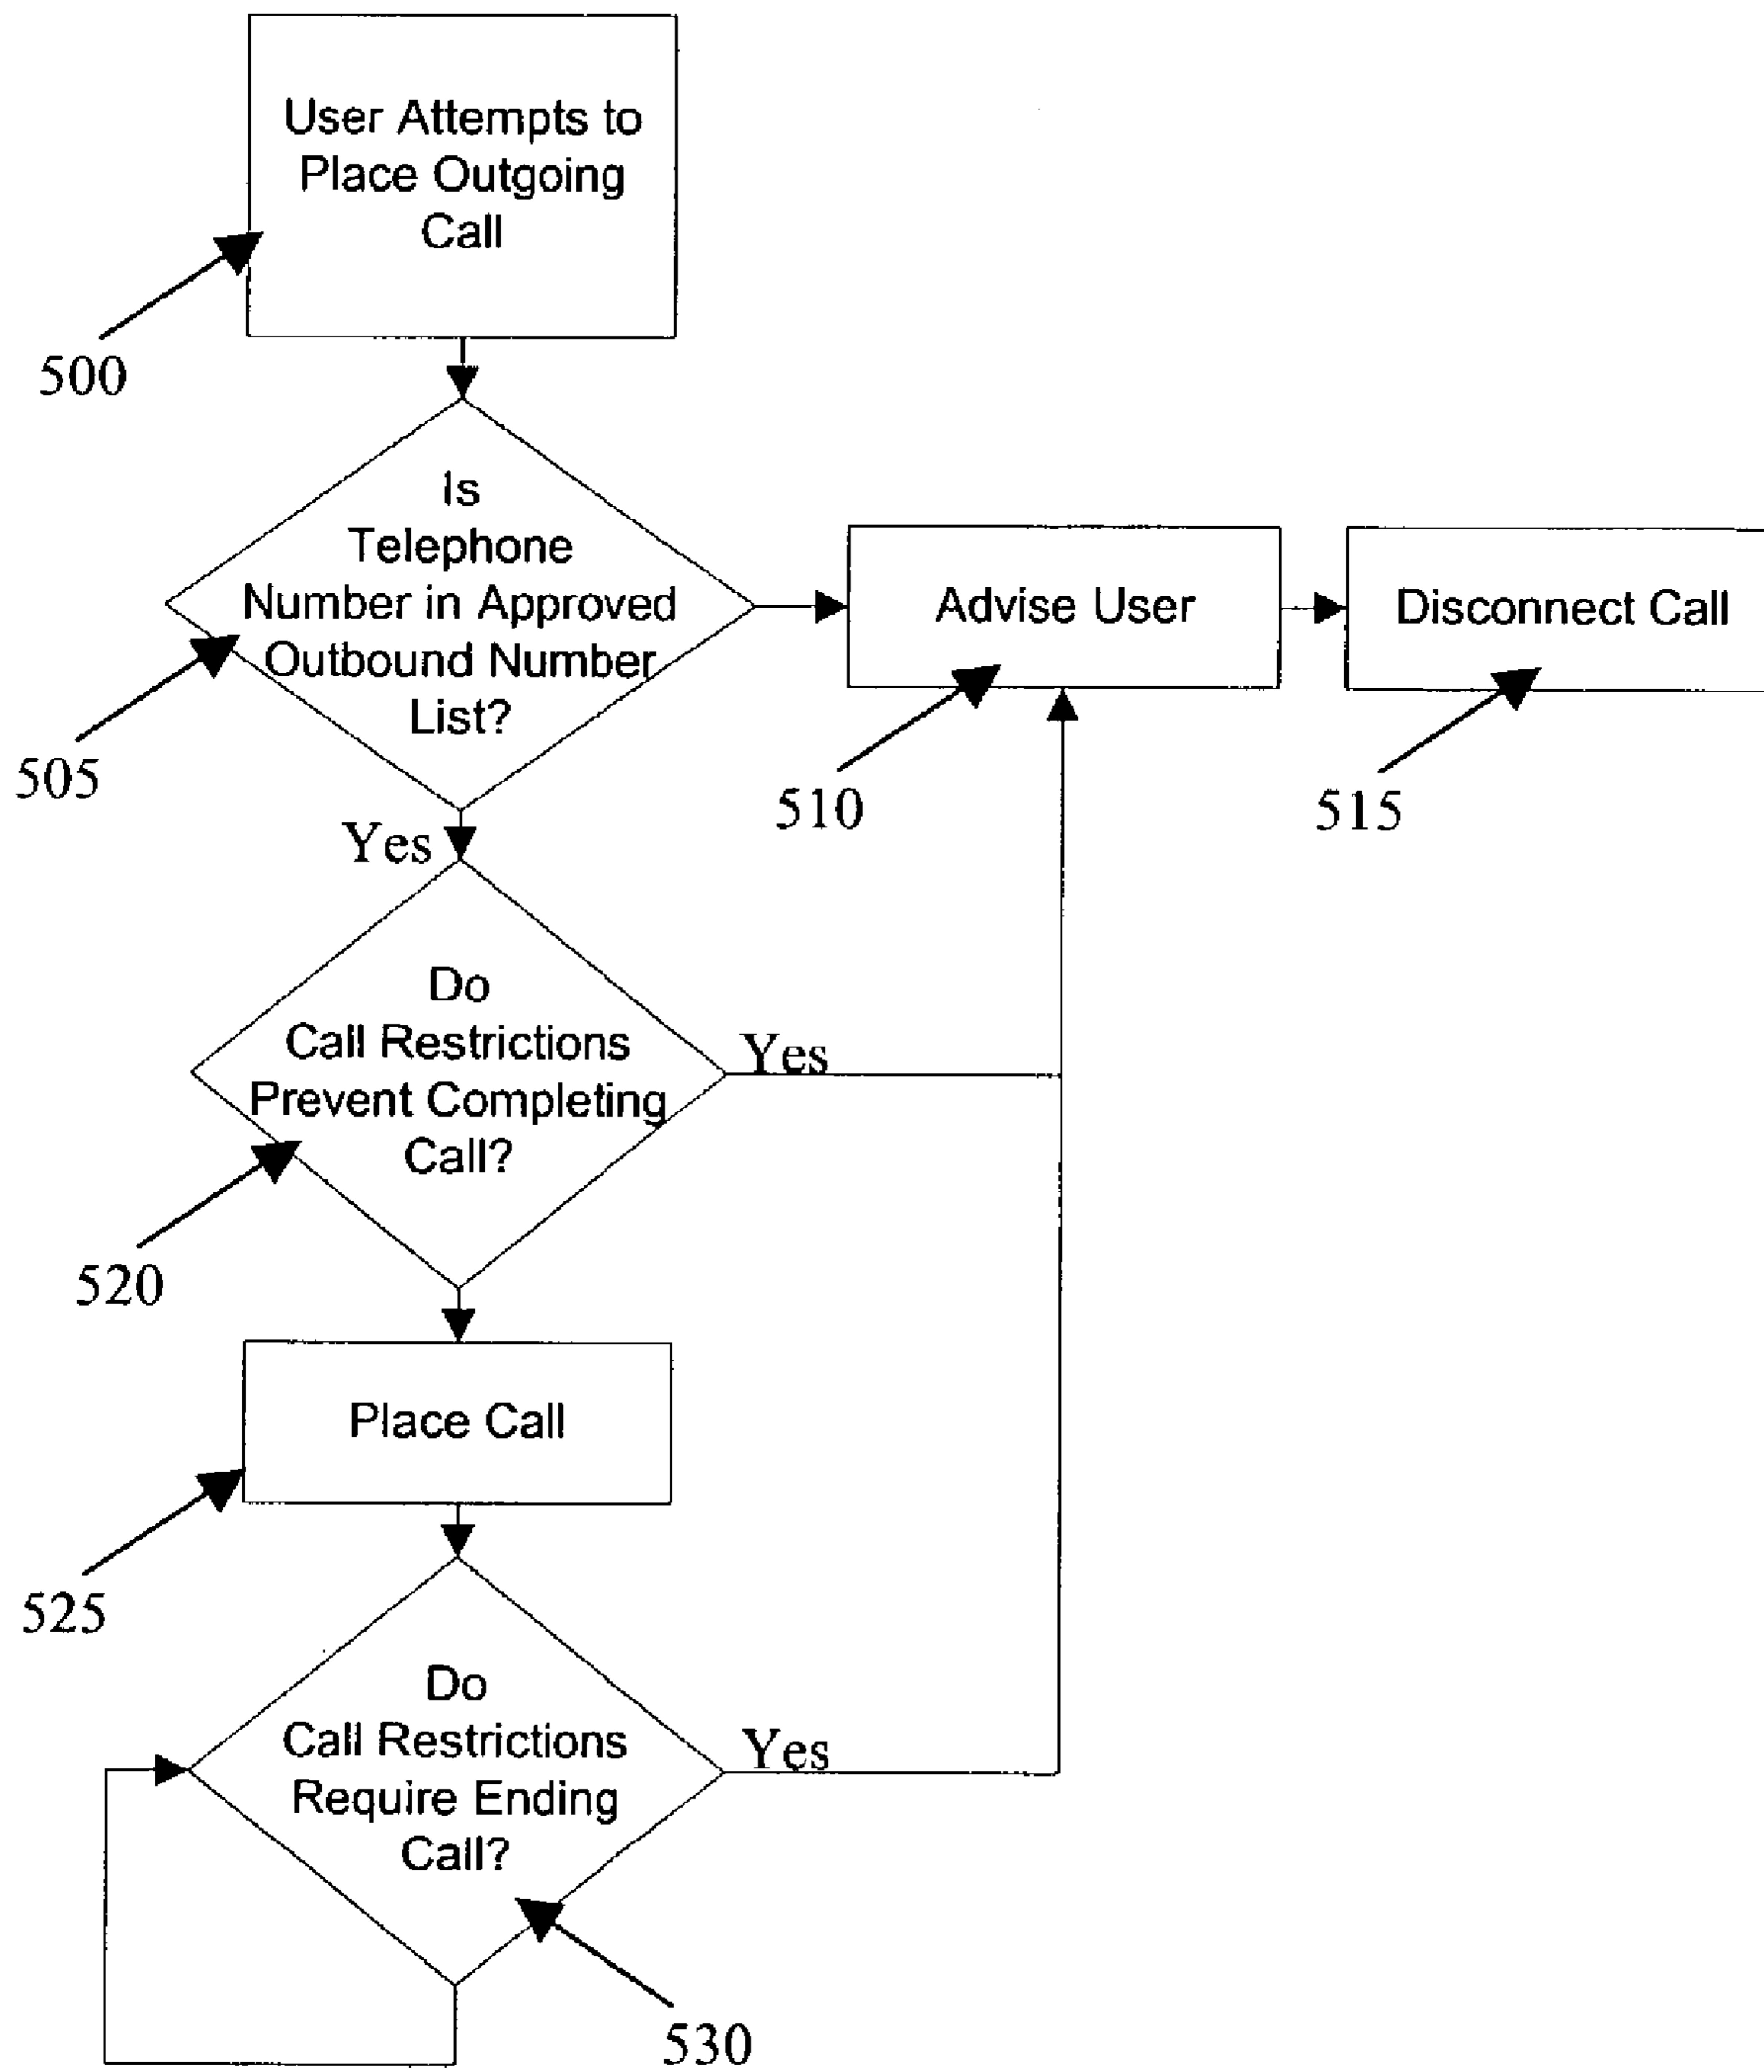 User Attempts to
Place Outgoing
Call
500
Is
Telephone
Number in Approved
Outbound Number
List?
505
Advise User
510
Disconnect Call
515
Yes
Do
Call Restrictions
Prevent Completing
Call?
Yes
520
Place Call
525
Do
Call Restrictions
Require Ending
Call?
Yes
530